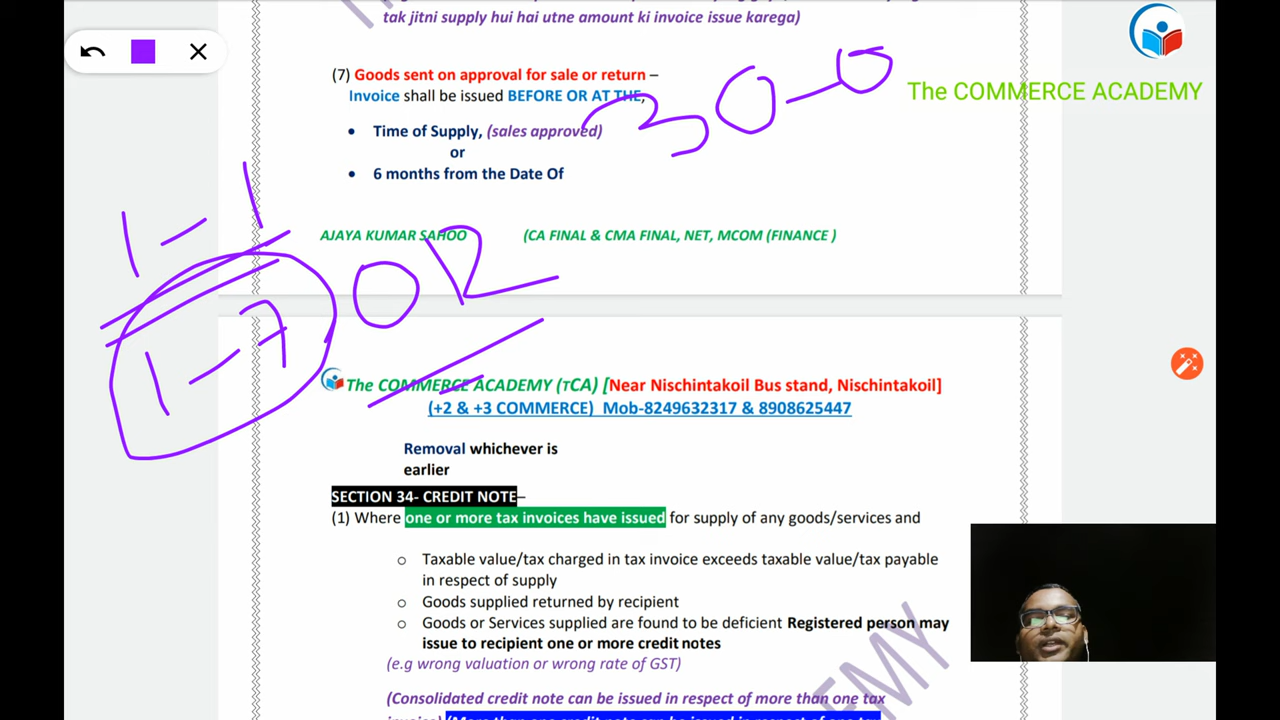 tak jitni supply hui hai utne amount ki invoice issue karega)
The COMMERCE ACADEMY
(7) Goods sent on approval for sale or return –
Invoice shall be issued BEFORE OR AT THE,
• Time of Supply, (sales approved)
or
• 6 months from the Date Of
30-0
1-1
1-7 OR
AJAYA KUMAR SAHOO (CA FINAL & CMA FINAL, NET, MCOM (FINANCE )
The COMMERCE ACADEMY (TCA) [Near Nischintakoil Bus stand, Nischintakoil]
(+2 & +3 COMMERCE) Mob-8249632317 & 8908625447
Removal whichever is
earlier
SECTION 34- CREDIT NOTE–
(1) Where one or more tax invoices have issued for supply of any goods/services and
o Taxable value/tax charged in tax invoice exceeds taxable value/tax payable
in respect of supply
o Goods supplied returned by recipient
o Goods or Services supplied are found to be deficient Registered person may
issue to recipient one or more credit notes
(e.g wrong valuation or wrong rate of GST)
(Consolidated credit note can be issued in respect of more than one tax